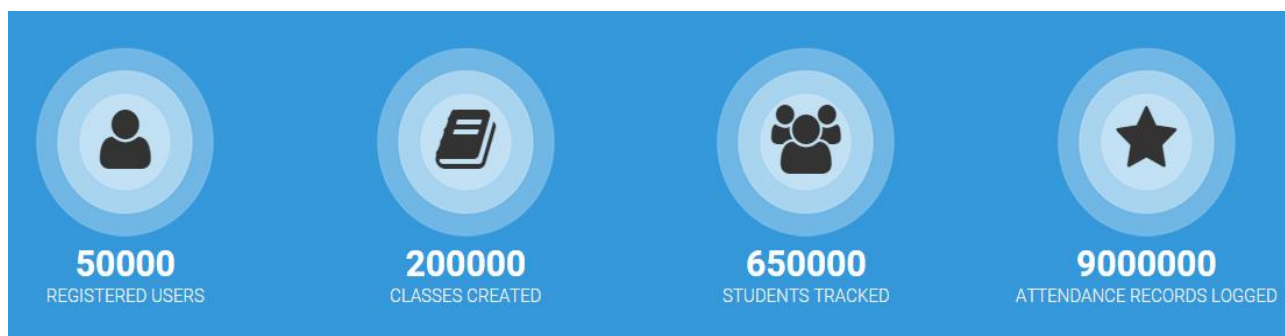 50000
REGISTERED USERS
200000
CLASSES CREATED
650000
STUDENTS TRACKED
9000000
ATTENDANCE RECORDS LOGGED